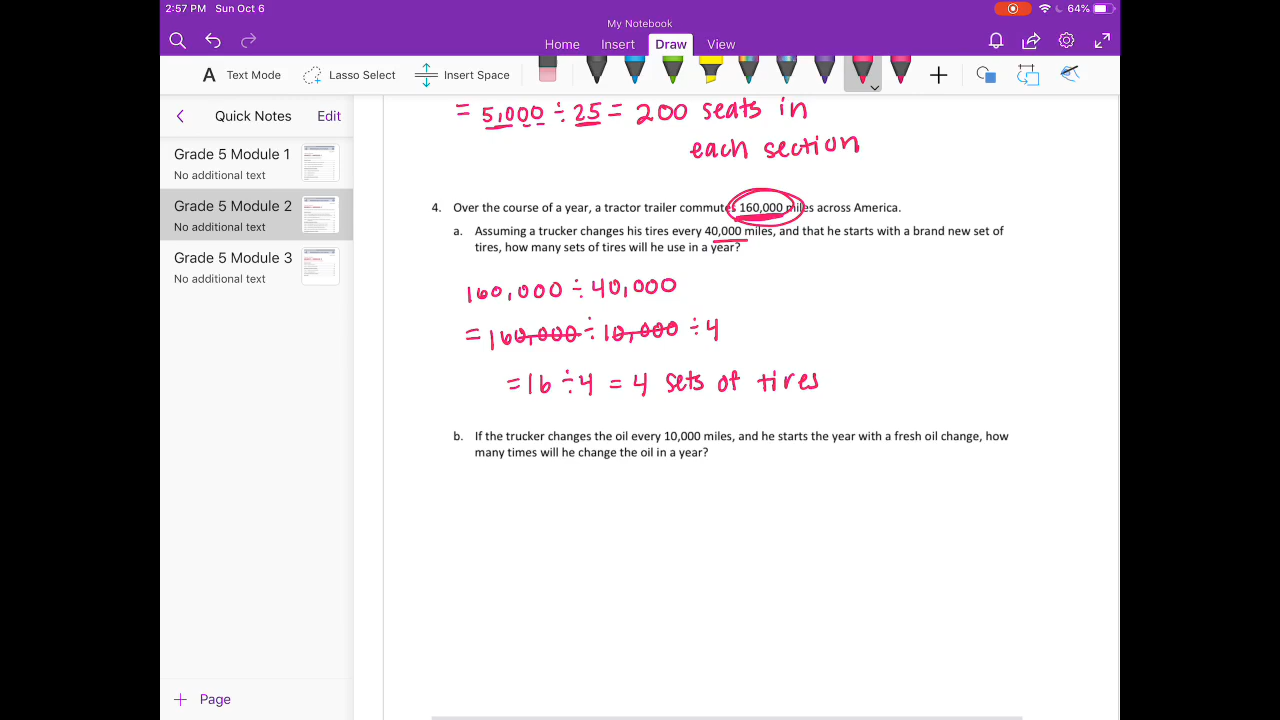 2:57 PM Sun Oct 6
64%
My Notebook
Home Insert Draw View
A Text Mode Lasso Select Insert Space
Quick Notes Edit
Grade 5 Module 1
No additional text
Grade 5 Module 2
No additional text
Grade 5 Module 3
No additional text
= 5,000 ÷ 25 = 200 seats in
each section
4. Over the course of a year, a tractor trailer commutes 160,000 miles across America.
a. Assuming a trucker changes his tires every 40,000 miles, and that he starts with a brand new set of
tires, how many sets of tires will he use in a year?
160,000 ÷ 40,000
= 160,000 ÷ 10,000 ÷ 4
= 16 ÷ 4 = 4 sets of tires
b. If the trucker changes the oil every 10,000 miles, and he starts the year with a fresh oil change, how
many times will he change the oil in a year?
+ Page